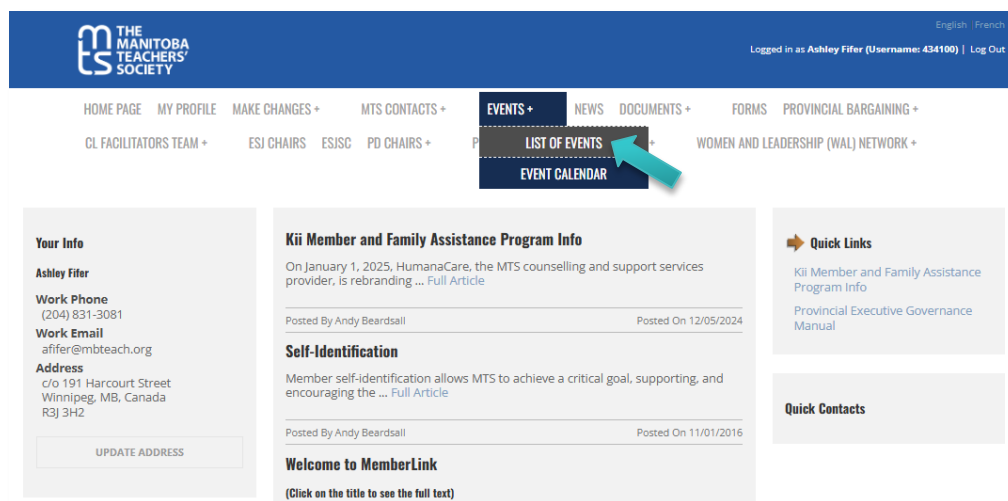 English | French
THE
MANITOBA
TEACHERS'
SOCIETY
mts
Logged in as Ashley Fifer (Username: 434100) | Log Out
HOME PAGE MY PROFILE MAKE CHANGES + MTS CONTACTS + EVENTS + NEWS DOCUMENTS + FORMS PROVINCIAL BARGAINING +
CL FACILITATORS TEAM + ESJ CHAIRS ESJSC PD CHAIRS + P + WOMEN AND LEADERSHIP (WAL) NETWORK +
LIST OF EVENTS
EVENT CALENDAR
Your Info
Ashley Fifer
Work Phone
(204) 831-3081
Work Email
afifer@mbteach.org
Address
c/o 191 Harcourt Street
Winnipeg, MB, Canada
R3J 3H2
UPDATE ADDRESS
Kii Member and Family Assistance Program Info
On January 1, 2025, HumanaCare, the MTS counselling and support services
provider, is rebranding ... Full Article
Posted By Andy Beardsall Posted On 12/05/2024
Self-Identification
Member self-identification allows MTS to achieve a critical goal, supporting, and
encouraging the ... Full Article
Posted By Andy Beardsall Posted On 11/01/2016
Welcome to MemberLink
(Click on the title to see the full text)
Quick Links
Kii Member and Family Assistance
Program Info
Provincial Executive Governance
Manual
Quick Contacts